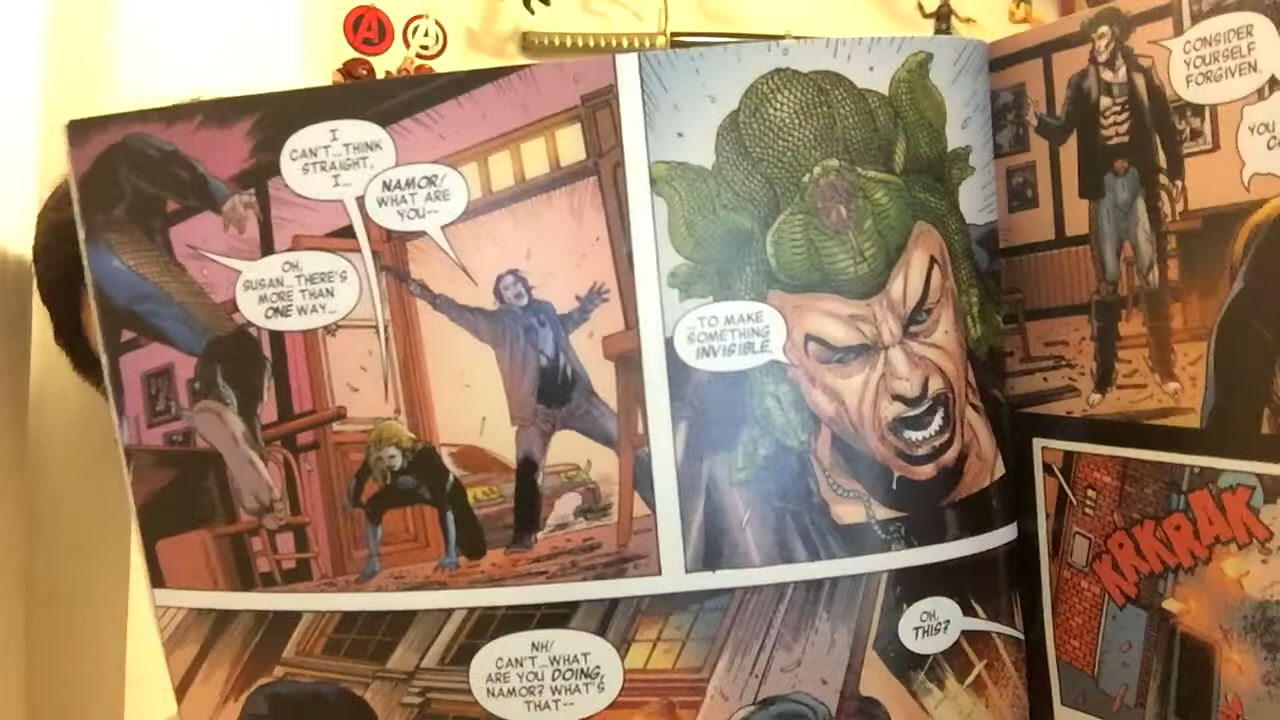 I
CAN'T...THINK
STRAIGHT.
I...
NAMOR!
WHAT ARE
YOU--
OH,
SUSAN...THERE'S
MORE THAN
ONE WAY...
...TO MAKE
SOMETHING
INVISIBLE.
CONSIDER
YOURSELF
FORGIVEN.
YOU
NH!
CAN'T...WHAT
ARE YOU DOING,
NAMOR? WHAT'S
THAT--
OH,
THIS?
KRKRAK